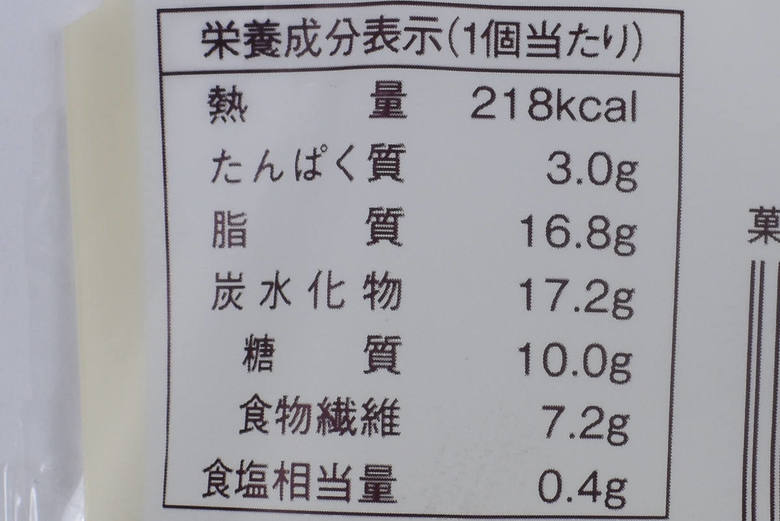 栄養成分表示(1個当たり)
熱量 218kcal
たんぱく質 3.0g
脂質 16.8g
炭水化物 17.2g
糖質 10.0g
食物繊維 7.2g
食塩相当量 0.4g
菓